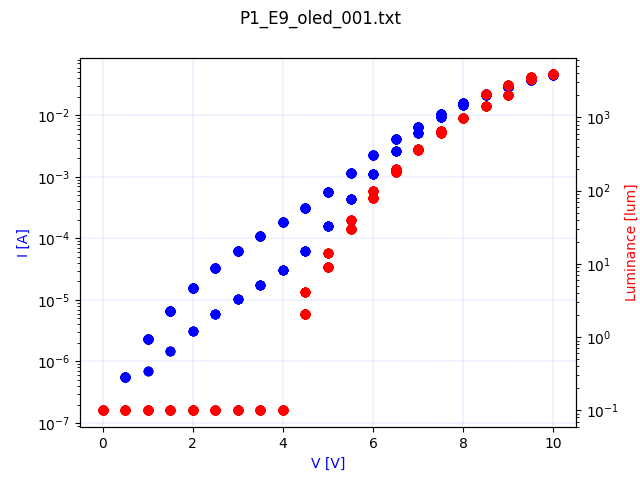 P1_E9_oled_001.txt
I [A]
10⁻²
10⁻³
10⁻⁴
10⁻⁵
10⁻⁶
10⁻⁷
10³
10²
10¹
10⁰
10⁻¹
Luminance [lum]
0 2 4 6 8 10
V [V]